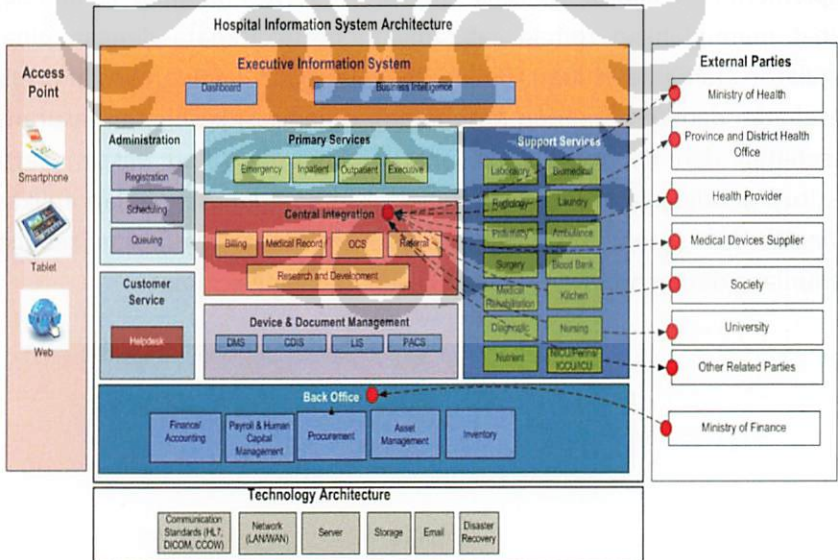 Hospital Information System Architecture
Access
Point
Smartphone
Tablet
Web
Executive Information System
Dashboard
Business Intelligence
Administration
Registration
Scheduling
Queuing
Customer
Service
Helpdesk
Primary Services
Emergency
Inpatient
Outpatient
Executive
Central Integration
Billing
Medical Record
OCS
Referral
Research and Development
Device & Document Management
DMS
CDIS
LIS
PACS
Support Services
Laboratory
Biomedical
Radiology
Laundry
Ambulance
Surgery
Blood Bank
Medical
Rehabilitation
Kitchen
Diagnostic
Nursing
Nutrient
NICU/Perina/
ICCU/ICU
Back Office
Finance/
Accounting
Payroll & Human
Capital
Management
Procurement
Asset
Management
Inventory
Technology Architecture
Communication
Standards (HL7,
DICOM, CCOW)
Network
(LAN/WAN)
Server
Storage
Email
Disaster
Recovery
External Parties
Ministry of Health
Province and District Health
Office
Health Provider
Medical Devices Supplier
Society
University
Other Related Parties
Ministry of Finance